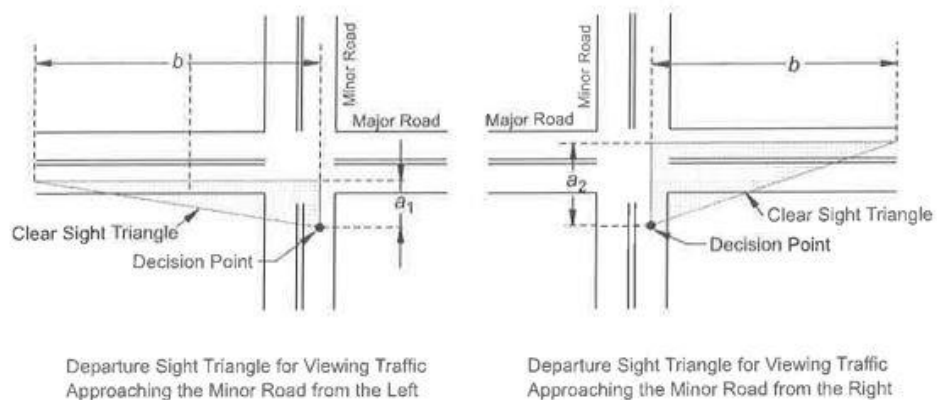 b
Minor Road
Major Road
a1
Clear Sight Triangle
Decision Point
Departure Sight Triangle for Viewing Traffic
Approaching the Minor Road from the Left
b
Minor Road
Major Road
a2
Clear Sight Triangle
Decision Point
Departure Sight Triangle for Viewing Traffic
Approaching the Minor Road from the Right